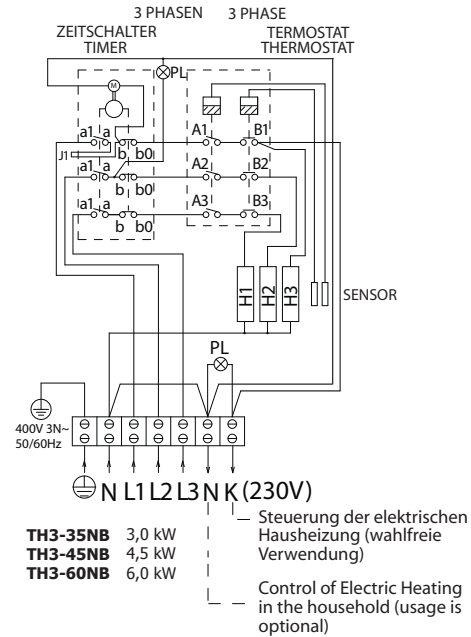 3 PHASEN 3 PHASE
ZEITSCHALTER
TIMER
TERMOSTAT
THERMOSTAT
PL
M
a1 a
b b0
J1
A1 B1
a1 a
b b0
A2 B2
a1 a
b b0
A3 B3
H1 H2 H3
SENSOR
PL
400V 3N~
50/60Hz
N L1 L2 L3 N K (230V)
TH3-35NB 3,0 kW
TH3-45NB 4,5 kW
TH3-60NB 6,0 kW
Steuerung der elektrischen
Hausheizung (wahlfreie
Verwendung)
Control of Electric Heating
in the household (usage is
optional)